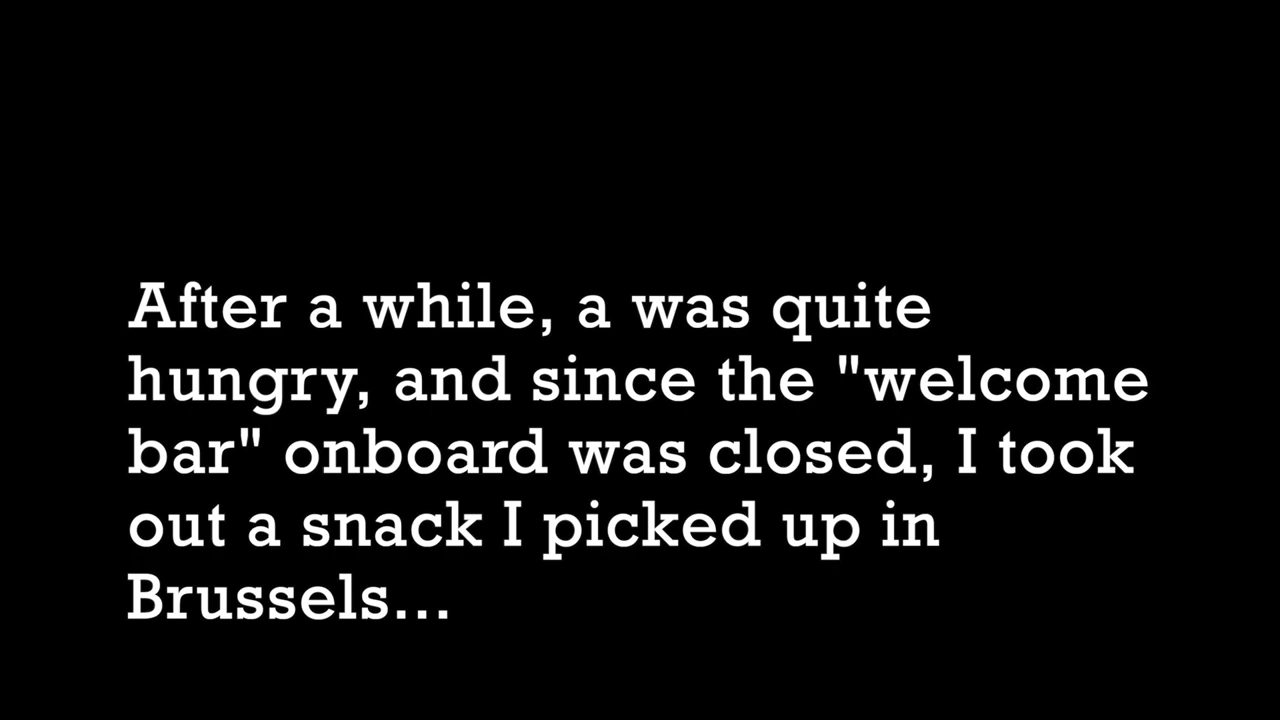 After a while, a was quite
hungry, and since the "welcome
bar" onboard was closed, I took
out a snack I picked up in
Brussels...